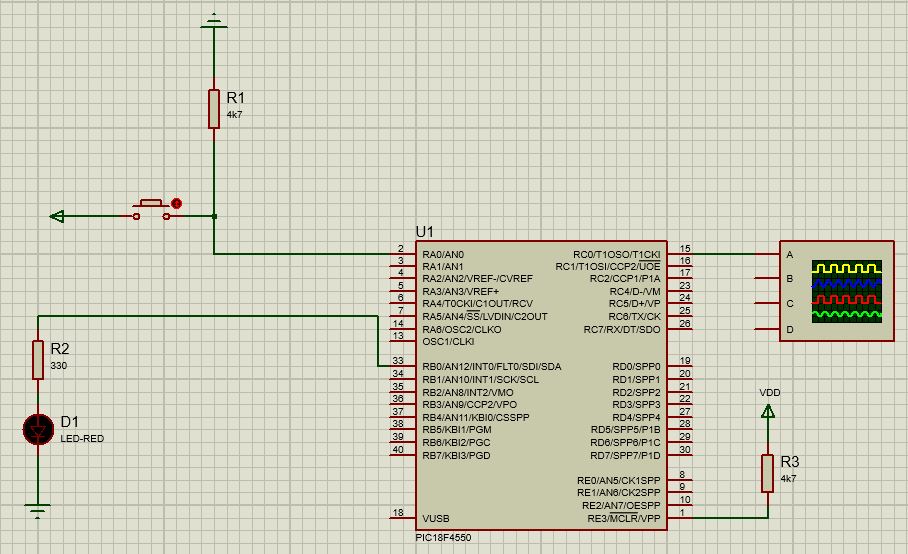 R1
4k7
U1
2 RA0/AN0
3 RA1/AN1
4 RA2/AN2/VREF-/CVREF
5 RA3/AN3/VREF+
6 RA4/T0CKI/C1OUT/RCV
7 RA5/AN4/SS/LVDIN/C2OUT
14 RA6/OSC2/CLKO
13 OSC1/CLKI
33 RB0/AN12/INT0/FLT0/SDI/SDA
34 RB1/AN10/INT1/SCK/SCL
35 RB2/AN8/INT2/VMO
36 RB3/AN9/CCP2/VPO
37 RB4/AN11/KBI0/CSSPP
38 RB5/KBI1/PGM
39 RB6/KBI2/PGC
40 RB7/KBI3/PGD
18 VUSB
RC0/T1OSO/T1CKI 15
RC1/T1OSI/CCP2/UOE 16
RC2/CCP1/P1A 17
RC4/D-/VM 23
RC5/D+/VP 24
RC6/TX/CK 25
RC7/RX/DT/SDO 26
RD0/SPP0 19
RD1/SPP1 20
RD2/SPP2 21
RD3/SPP3 22
RD4/SPP4 27
RD5/SPP5/P1B 28
RD6/SPP6/P1C 29
RD7/SPP7/P1D 30
RE0/AN5/CK1SPP 8
RE1/AN6/CK2SPP 9
RE2/AN7/OESPP 10
RE3/MCLR/VPP 1
PIC18F4550
A
B
C
D
R2
330
D1
LED-RED
VDD
R3
4k7